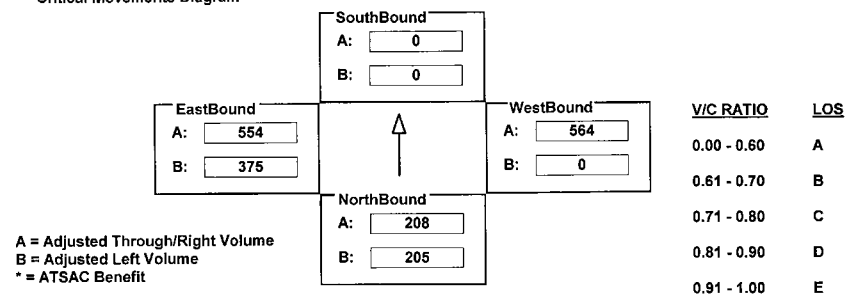 Critical Movements Diagram
SouthBound
A: 0
B: 0
EastBound
A: 554
B: 375
WestBound
A: 564
B: 0
NorthBound
A: 208
B: 205
A = Adjusted Through/Right Volume
B = Adjusted Left Volume
* = ATSAC Benefit
V/C RATIO LOS
0.00 - 0.60 A
0.61 - 0.70 B
0.71 - 0.80 C
0.81 - 0.90 D
0.91 - 1.00 E